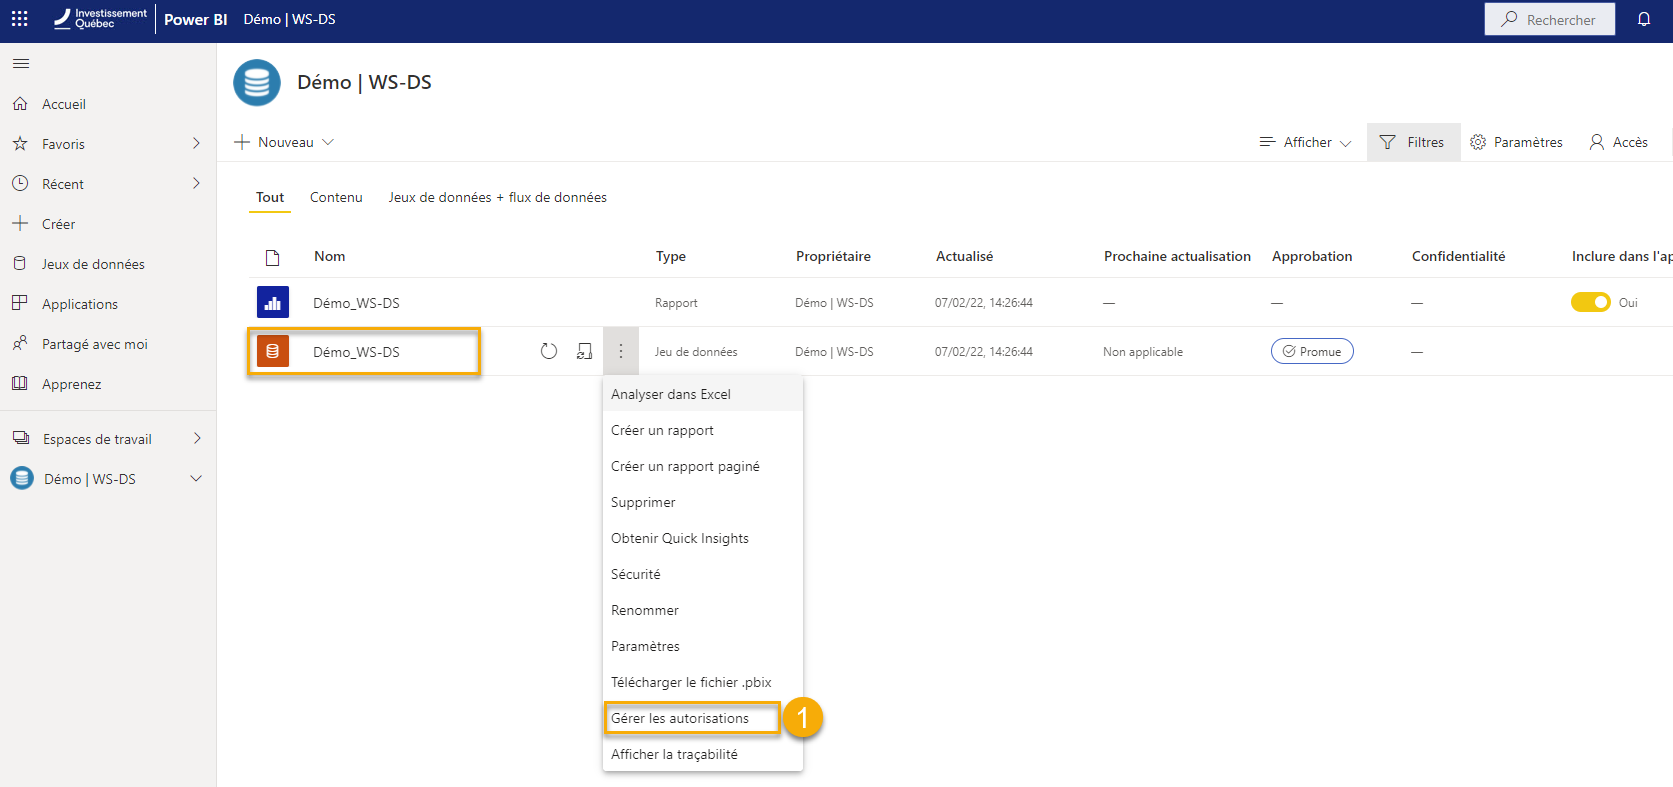 Investissement
Québec
Power BI
Démo | WS-DS
Rechercher
Accueil
Favoris
Récent
Créer
Jeux de données
Applications
Partagé avec moi
Apprenez
Espaces de travail
Démo | WS-DS
Démo | WS-DS
Nouveau
Afficher
Filtres
Paramètres
Accès
Tout
Contenu
Jeux de données + flux de données
Nom
Type
Propriétaire
Actualisé
Prochaine actualisation
Approbation
Confidentialité
Inclure dans l'ap
Démo_WS-DS
Rapport
Démo | WS-DS
07/02/22, 14:26:44
—
—
—
Oui
Démo_WS-DS
Jeu de données
Démo | WS-DS
07/02/22, 14:26:44
Non applicable
Promue
—
Analyser dans Excel
Créer un rapport
Créer un rapport paginé
Supprimer
Obtenir Quick Insights
Sécurité
Renommer
Paramètres
Télécharger le fichier .pbix
Gérer les autorisations
1
Afficher la traçabilité